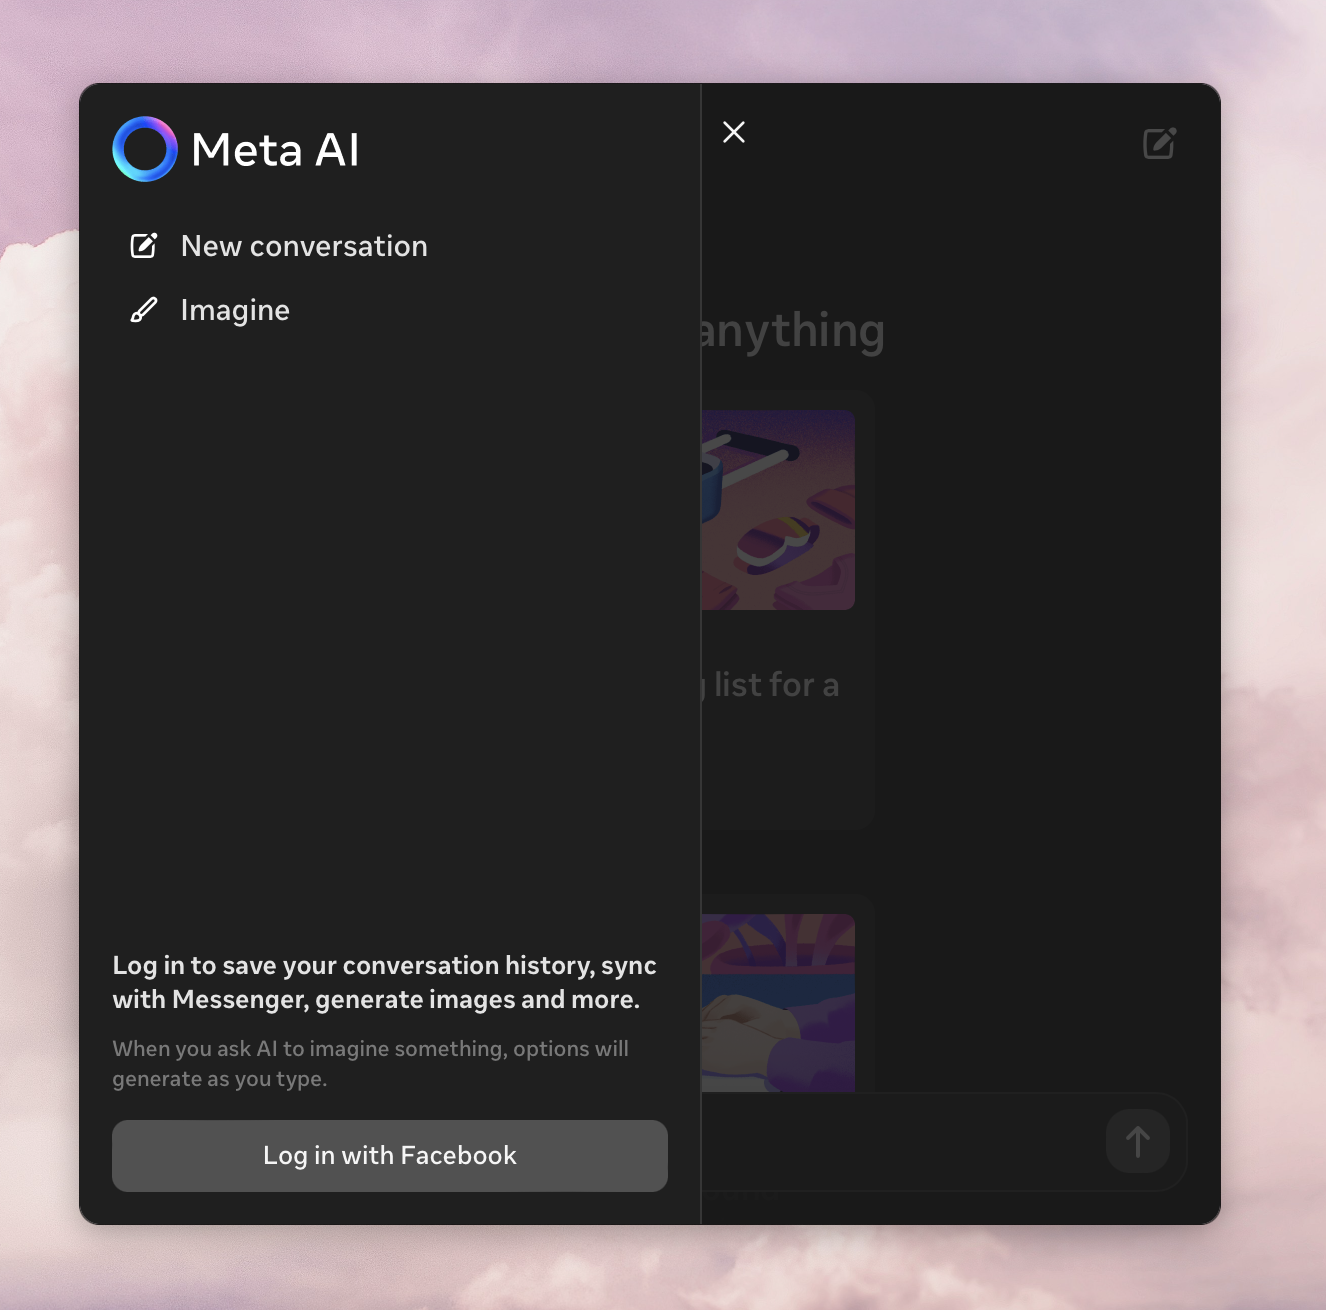 Meta AI
New conversation
Imagine
anything
list for a
Log in to save your conversation history, sync
with Messenger, generate images and more.
When you ask AI to imagine something, options will
generate as you type.
Log in with Facebook